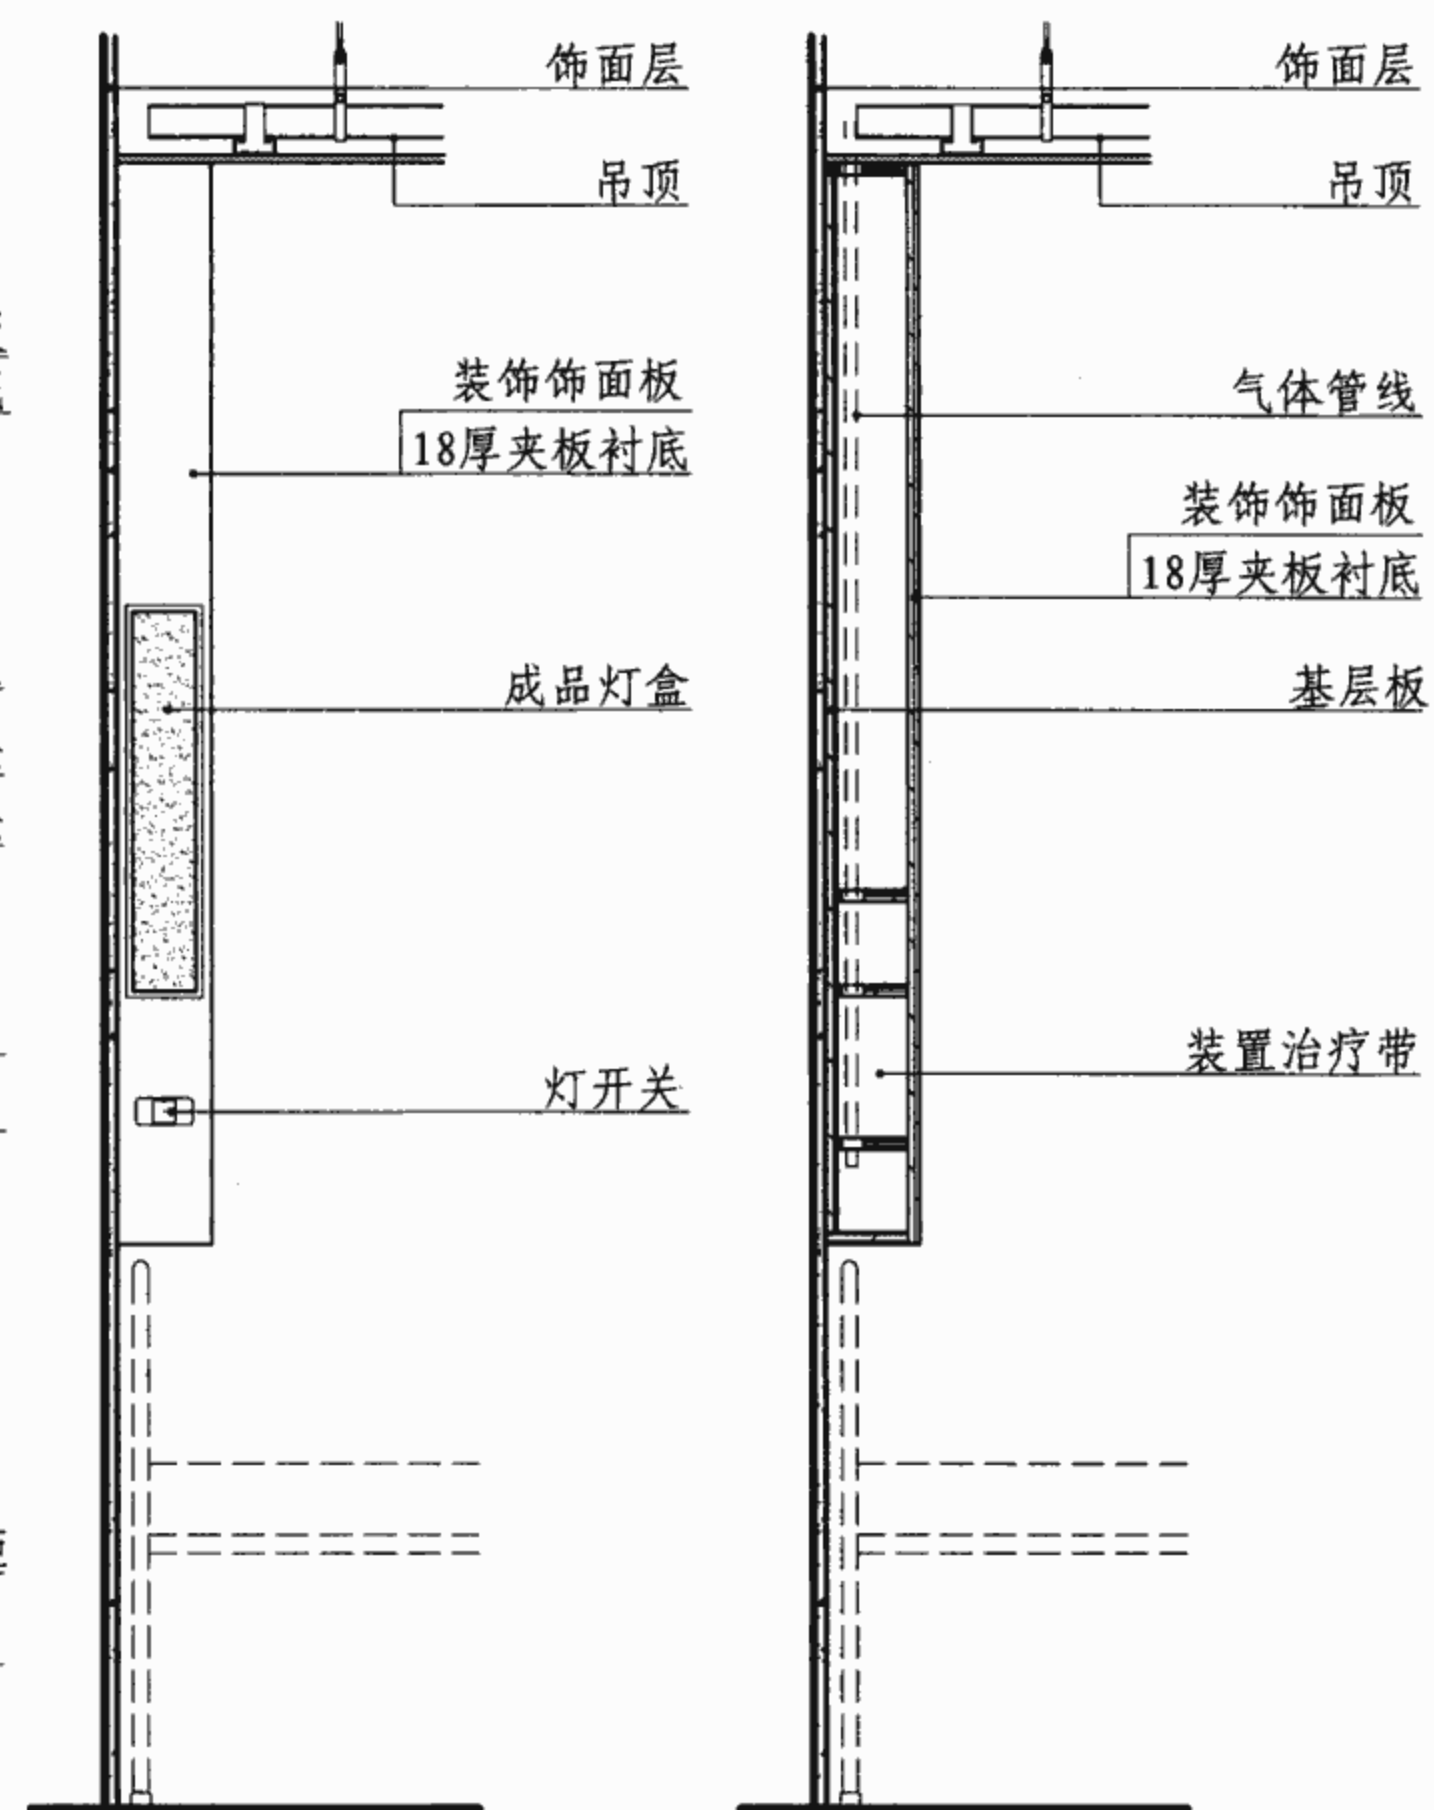 饰面层
吊顶
装饰饰面板
18厚夹板衬底
成品灯盒
灯开关
饰面层
吊顶
气体管线
装饰饰面板
18厚夹板衬底
基层板
装置治疗带